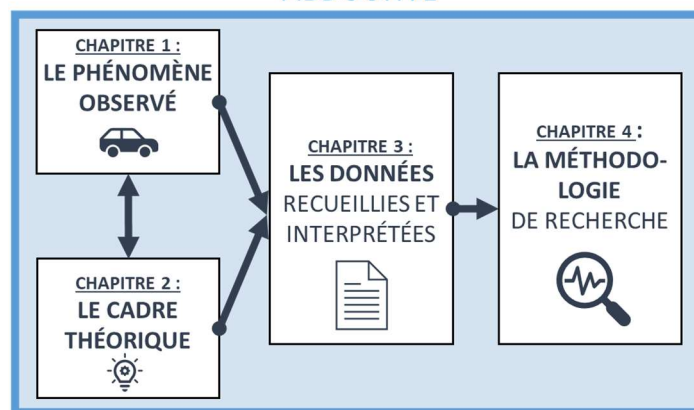 CHAPITRE 1 :
LE PHÉNOMÈNE
OBSERVÉ
CHAPITRE 2 :
LE CADRE
THÉORIQUE
CHAPITRE 3 :
LES DONNÉES
RECUEILLIES ET
INTERPRÉTÉES
CHAPITRE 4 :
LA MÉTHODO-
LOGIE
DE RECHERCHE